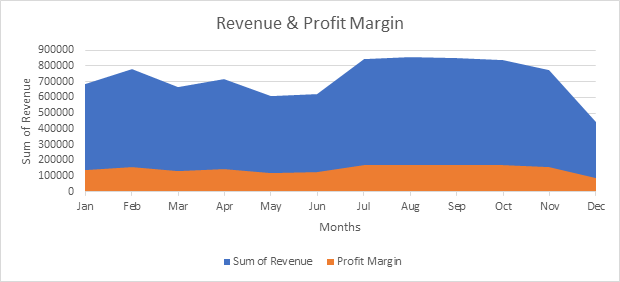 Revenue & Profit Margin
Sum of Revenue
900000
800000
700000
600000
500000
400000
300000
200000
100000
0
Jan Feb Mar Apr May Jun Jul Aug Sep Oct Nov Dec
Months
Sum of Revenue Profit Margin